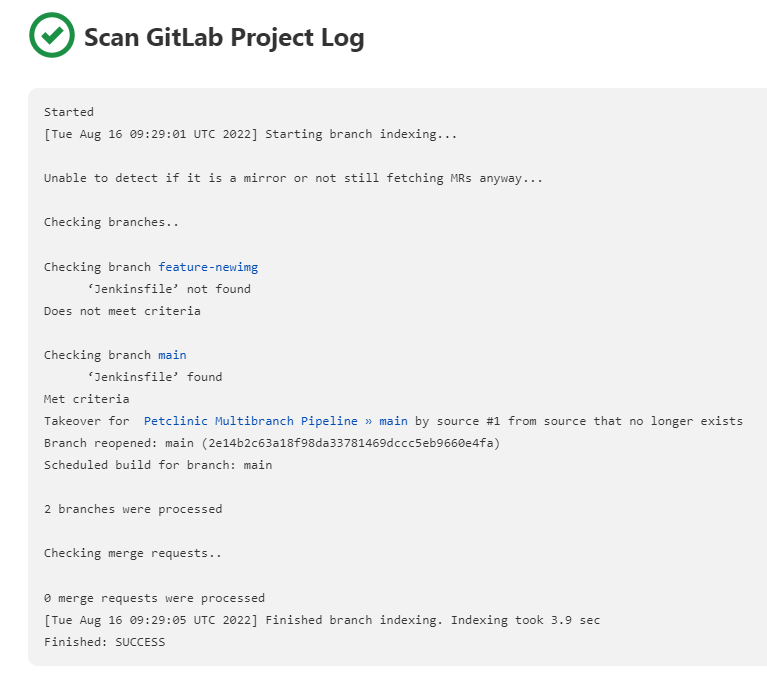 Scan GitLab Project Log
Started
[Tue Aug 16 09:29:01 UTC 2022] Starting branch indexing...
Unable to detect if it is a mirror or not still fetching MRs anyway...
Checking branches..
Checking branch feature-newimg
‘Jenkinsfile’ not found
Does not meet criteria
Checking branch main
‘Jenkinsfile’ found
Met criteria
Takeover for  Petclinic Multibranch Pipeline » main by source #1 from source that no longer exists
Branch reopened: main (2e14b2c63a18f98da33781469dccc5eb9660e4fa)
Scheduled build for branch: main
2 branches were processed
Checking merge requests..
0 merge requests were processed
[Tue Aug 16 09:29:05 UTC 2022] Finished branch indexing. Indexing took 3.9 sec
Finished: SUCCESS